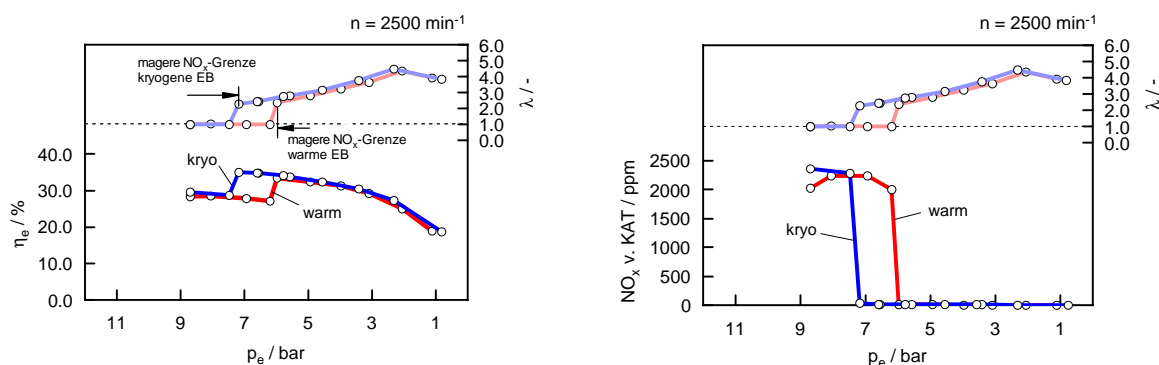 n = 2500 min-1
magere NOx-Grenze
kryogene EB
6.0
5.0
4.0
3.0
2.0
1.0
0.0
λ / -
magere NOx-Grenze
warme EB
40.0
30.0
20.0
10.0
0.0
ηe / %
kryo
warm
11
9
7
5
3
1
pe / bar
n = 2500 min-1
6.0
5.0
4.0
3.0
2.0
1.0
0.0
λ / -
2500
2000
1500
1000
500
0
NOx v. KAT / ppm
kryo
warm
11
9
7
5
3
1
pe / bar